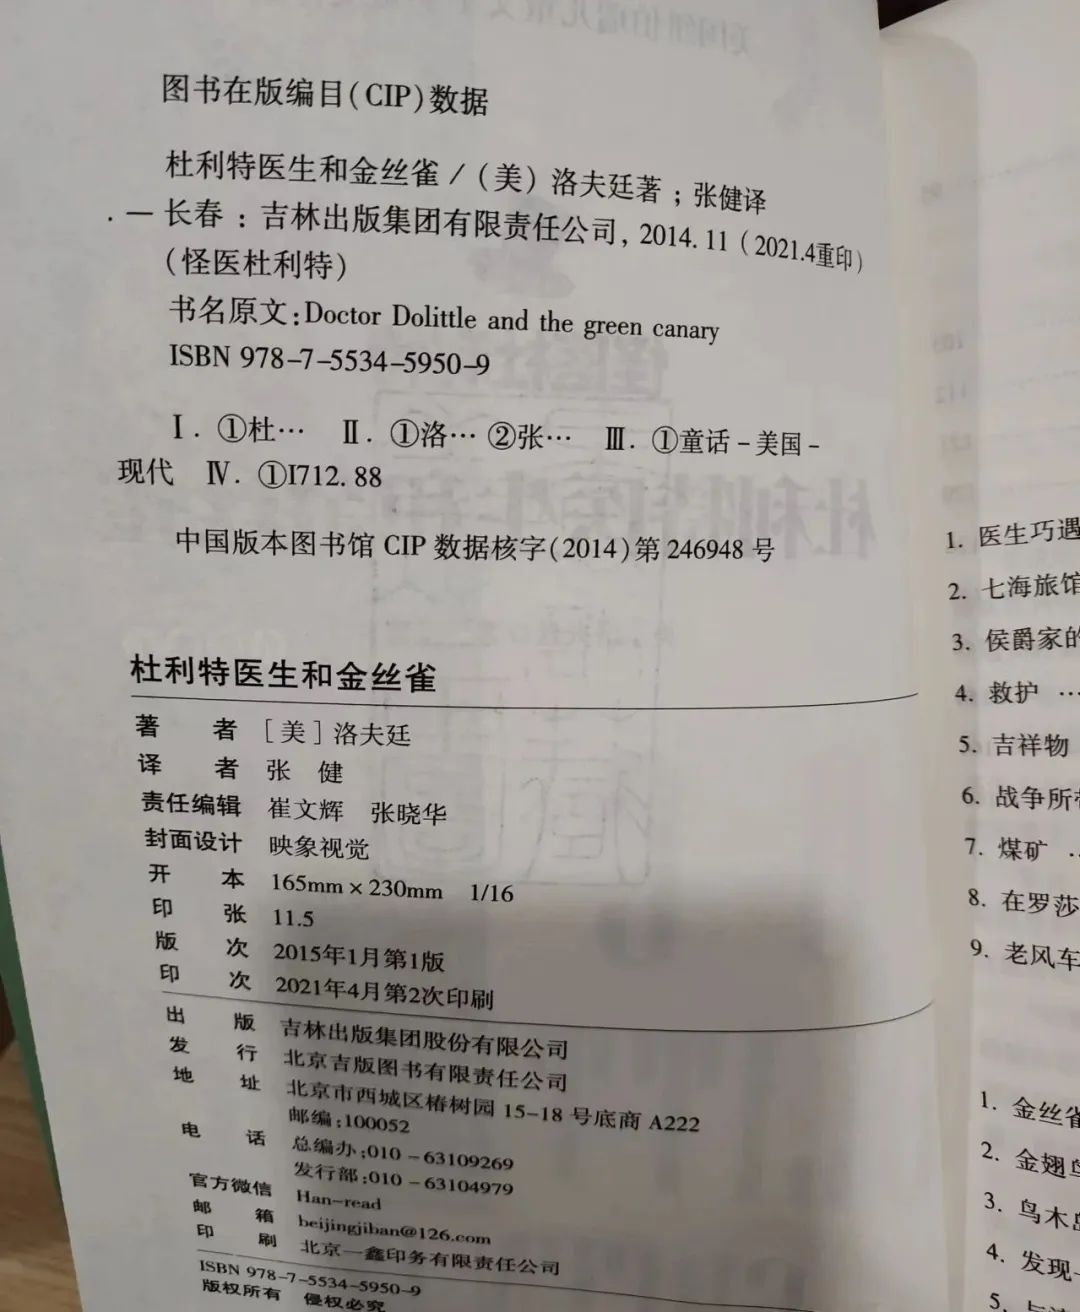 图书在版编目(CIP)数据
杜利特医生和金丝雀 / (美) 洛夫廷著 ; 张健译
. — 长春 : 吉林出版集团有限责任公司, 2014.11 (2021.4重印)
(怪医杜利特)
书名原文:Doctor Dolittle and the green canary
ISBN 978-7-5534-5950-9
Ⅰ. ①杜… Ⅱ. ①洛… ②张… Ⅲ. ①童话-美国-
现代 Ⅳ. ①I712.88
中国版本图书馆 CIP 数据核字(2014)第 246948 号
杜利特医生和金丝雀
著 者 [美]洛夫廷
译 者 张 健
责任编辑 崔文辉 张晓华
封面设计 映象视觉
开 本 165mm×230mm 1/16
印 张 11.5
版 次 2015年1月第1版
印 次 2021年4月第2次印刷
出 版 吉林出版集团股份有限公司
发 行 北京吉版图书有限责任公司
地 址 北京市西城区椿树园 15-18 号底商 A222
邮编:100052
电 话 总编办:010-63109269
发行部:010-63104979
官方微信 Han-read
邮 箱 beijingjiban@126.com
印 刷 北京一鑫印务有限责任公司
ISBN 978-7-5534-5950-9
版权所有 侵权必究
1. 医生巧遇
2. 七海旅馆
3. 侯爵家的
4. 救护 …
5. 吉祥物
6. 战争所
7. 煤矿 …
8. 在罗莎
9. 老风车
1. 金丝雀
2. 金翅鸟
3. 鸟木岛
4. 发现
5.